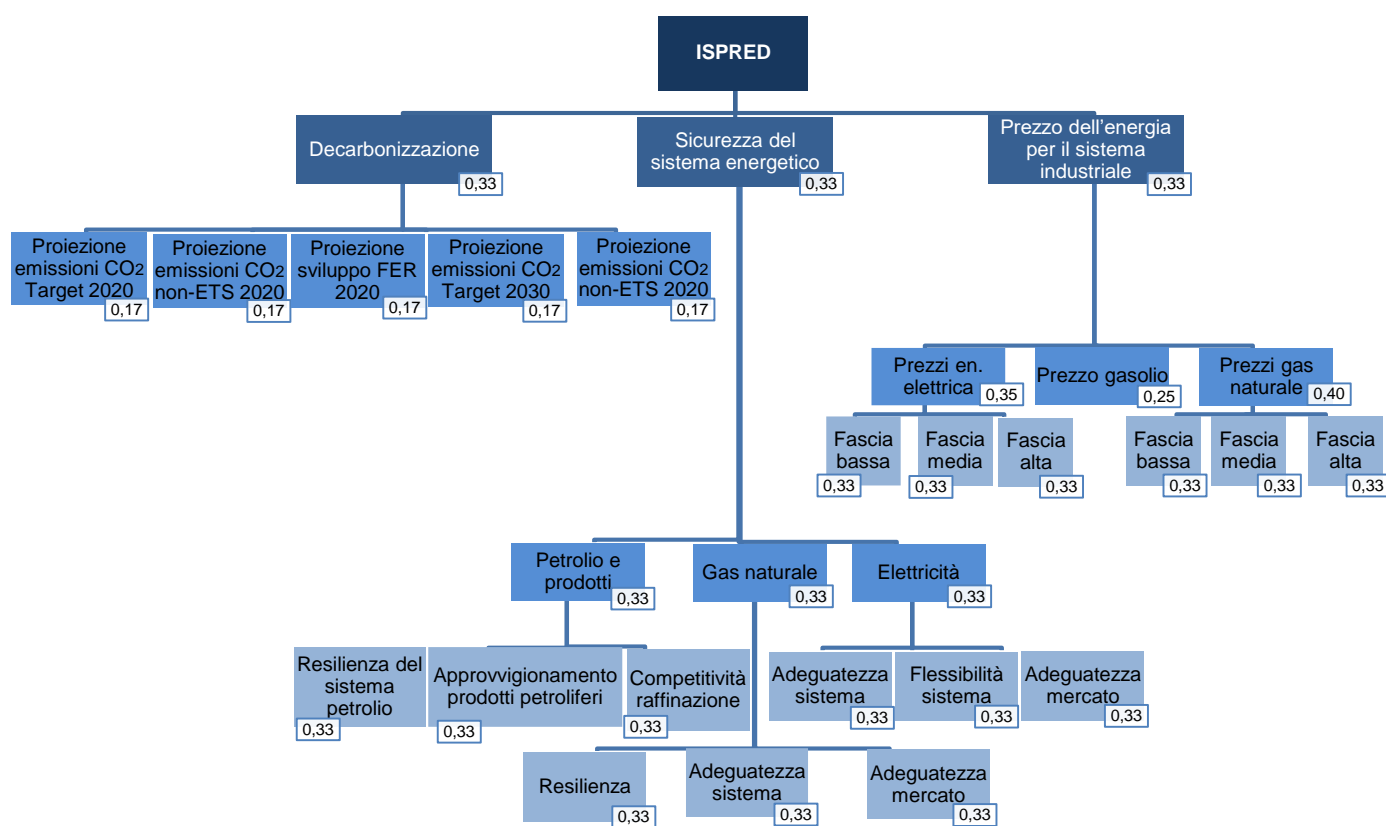 ISPRED
Decarbonizzazione
0,33
Sicurezza del
sistema energetico
0,33
Prezzo dell'energia
per il sistema
industriale
0,33
Proiezione
emissioni CO2
Target 2020
0,17
Proiezione
emissioni CO2
non-ETS 2020
0,17
Proiezione
sviluppo FER
2020
0,17
Proiezione
emissioni CO2
Target 2030
0,17
Proiezione
emissioni CO2
non-ETS 2020
0,17
Prezzi en.
elettrica
0,35
Prezzo gasolio
0,25
Prezzi gas
naturale
0,40
Fascia
bassa
0,33
Fascia
media
0,33
Fascia
alta
0,33
Fascia
bassa
0,33
Fascia
media
0,33
Fascia
alta
0,33
Petrolio e
prodotti
0,33
Gas naturale
0,33
Elettricità
0,33
Resilienza del
sistema
petrolio
0,33
Approvvigionamento
prodotti petroliferi
0,33
Competitività
raffinazione
0,33
Adeguatezza
sistema
0,33
Flessibilità
sistema
0,33
Adeguatezza
mercato
0,33
Resilienza
0,33
Adeguatezza
sistema
0,33
Adeguatezza
mercato
0,33